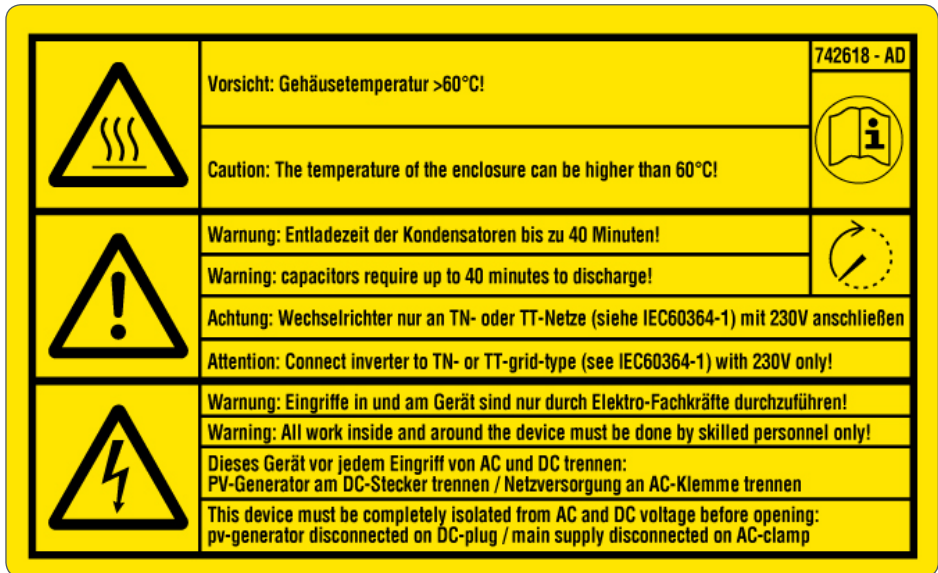 Vorsicht: Gehäusetemperatur >60°C!
742618 - AD
Caution: The temperature of the enclosure can be higher than 60°C!
Warnung: Entladezeit der Kondensatoren bis zu 40 Minuten!
Warning: capacitors require up to 40 minutes to discharge!
Achtung: Wechselrichter nur an TN- oder TT-Netze (siehe IEC60364-1) mit 230V anschließen
Attention: Connect inverter to TN- or TT-grid-type (see IEC60364-1) with 230V only!
Warnung: Eingriffe in und am Gerät sind nur durch Elektro-Fachkräfte durchzuführen!
Warning: All work inside and around the device must be done by skilled personnel only!
Dieses Gerät vor jedem Eingriff von AC und DC trennen:
PV-Generator am DC-Stecker trennen / Netzversorgung an AC-Klemme trennen
This device must be completely isolated from AC and DC voltage before opening:
pv-generator disconnected on DC-plug / main supply disconnected on AC-clamp